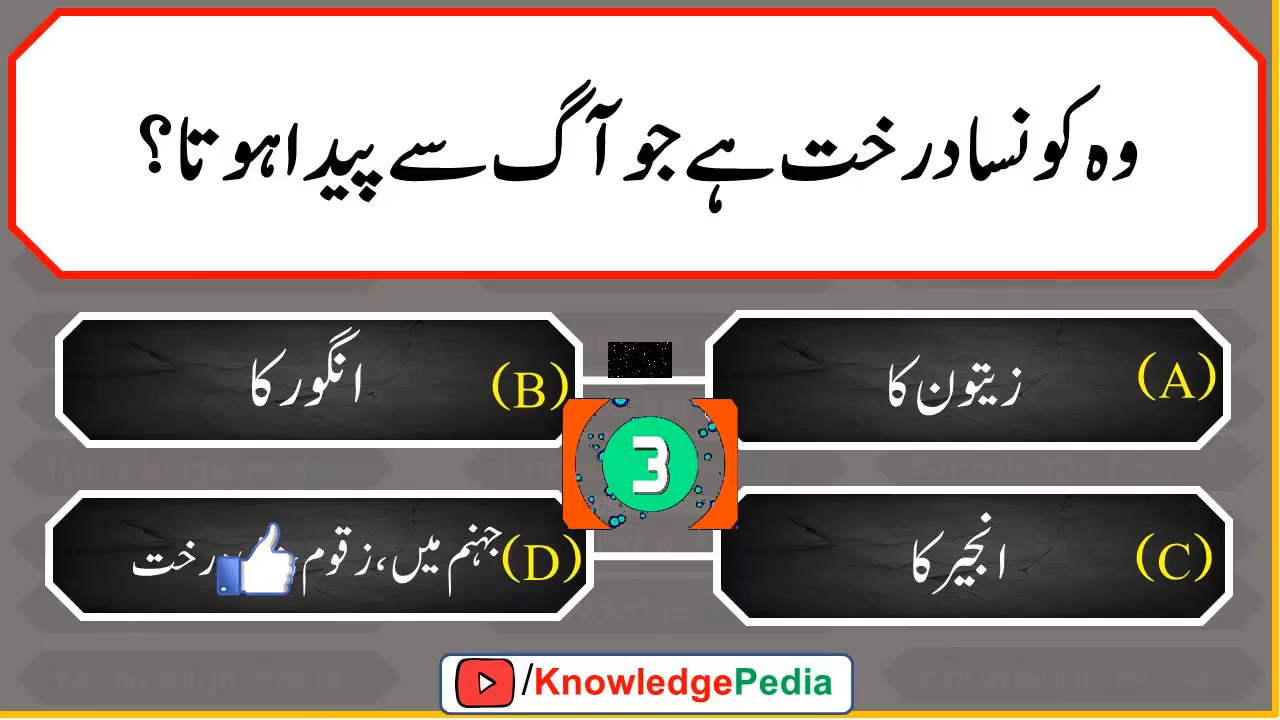 وہ کونسا درخت ہے جو آگ سے پیدا ہوتا؟
(A) زیتون کا
(B) انگور کا
3
(C) انجیر کا
(D) جہنم میں، زقوم درخت
/KnowledgePedia